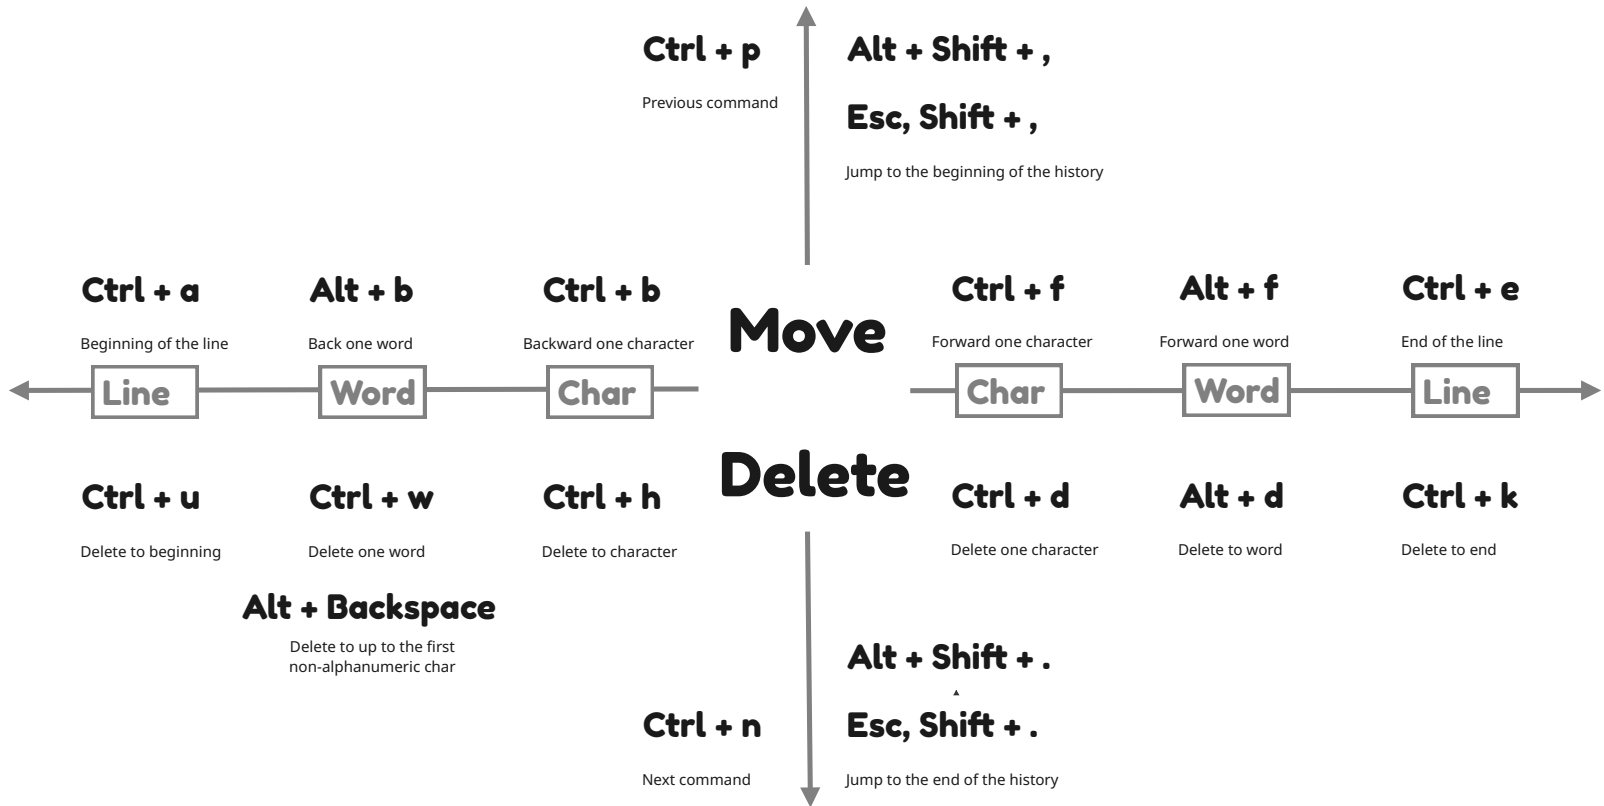 Ctrl + p
Previous command
Alt + Shift + ,
Esc, Shift + ,
Jump to the beginning of the history
Ctrl + a
Beginning of the line
Alt + b
Back one word
Ctrl + b
Backward one character
Move
Ctrl + f
Forward one character
Alt + f
Forward one word
Ctrl + e
End of the line
Line
Word
Char
Char
Word
Line
Delete
Ctrl + u
Delete to beginning
Ctrl + w
Delete one word
Ctrl + h
Delete to character
Ctrl + d
Delete one character
Alt + d
Delete to word
Ctrl + k
Delete to end
Alt + Backspace
Delete to up to the first
non-alphanumeric char
Ctrl + n
Next command
Alt + Shift + .
Esc, Shift + .
Jump to the end of the history